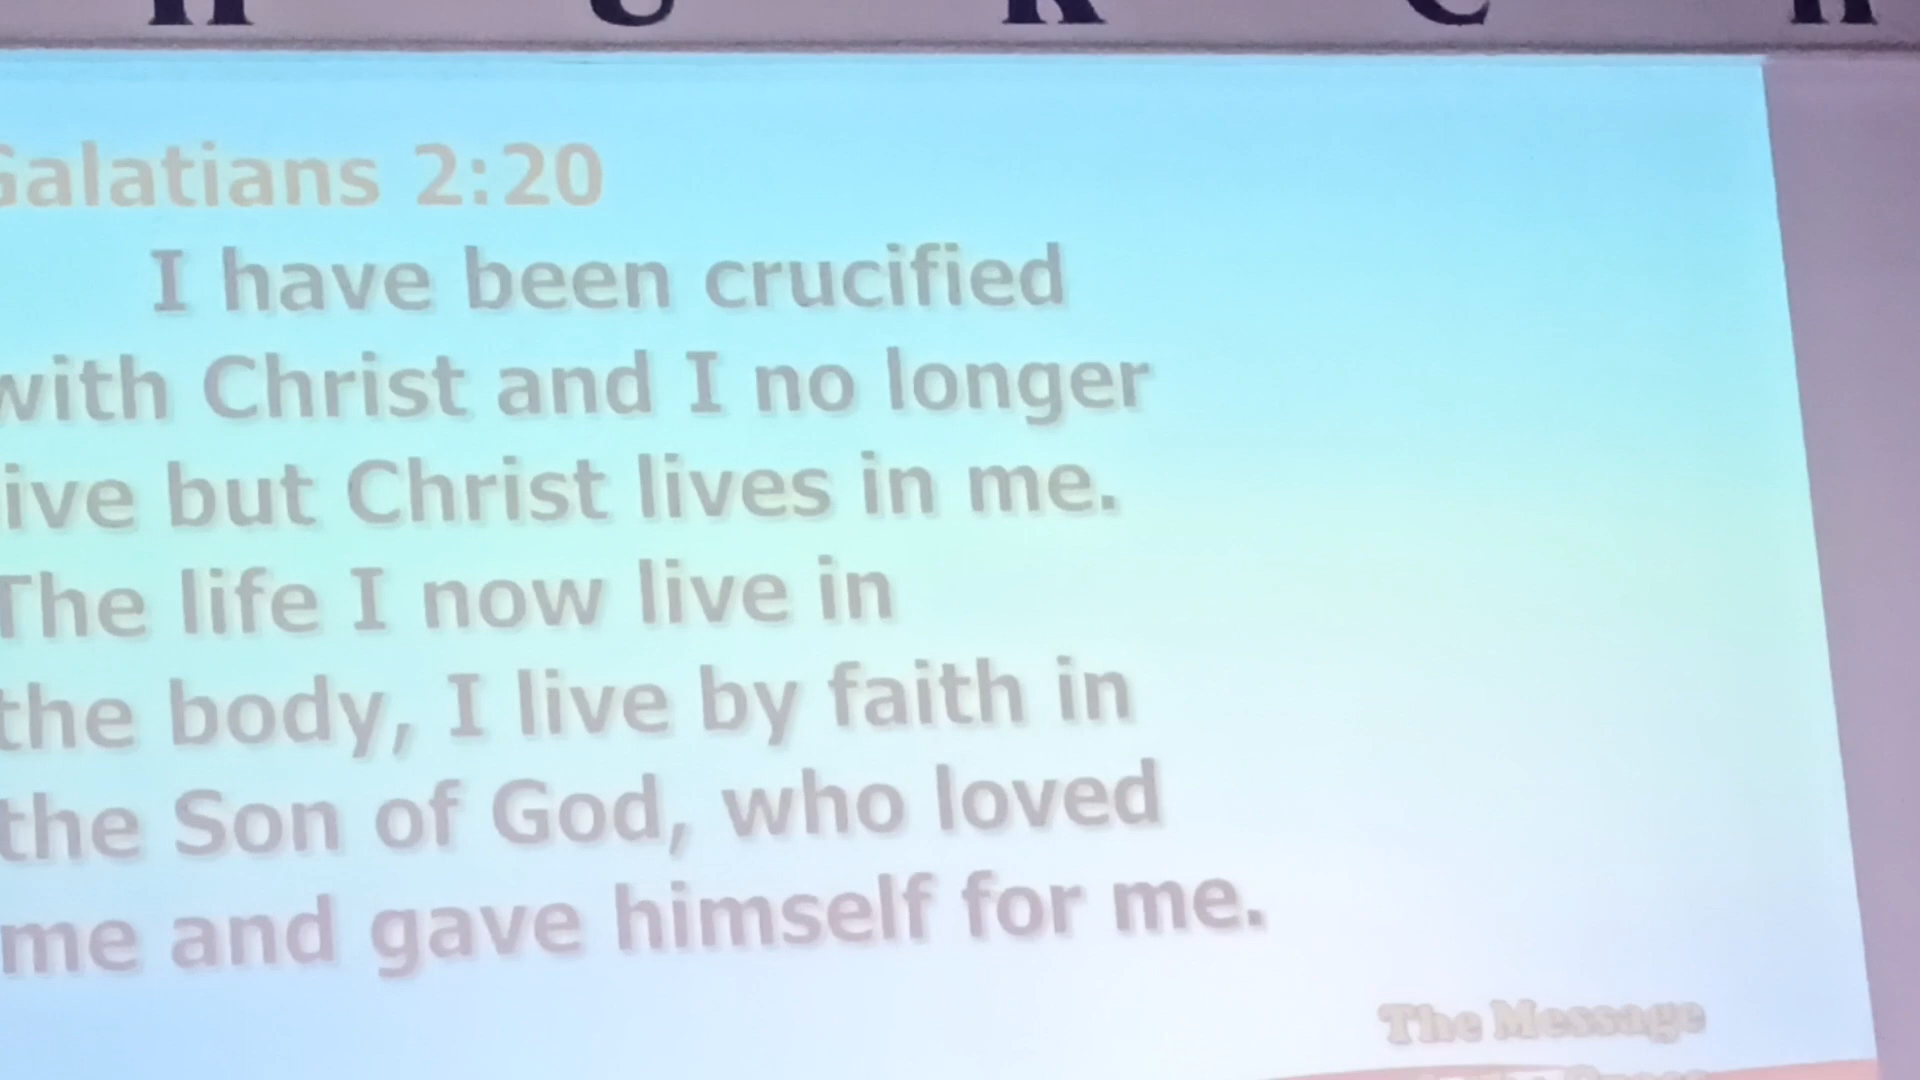 H U R C H
Galatians 2:20
I have been crucified
with Christ and I no longer
live but Christ lives in me.
The life I now live in
the body, I live by faith in
the Son of God, who loved
me and gave himself for me.
The Message